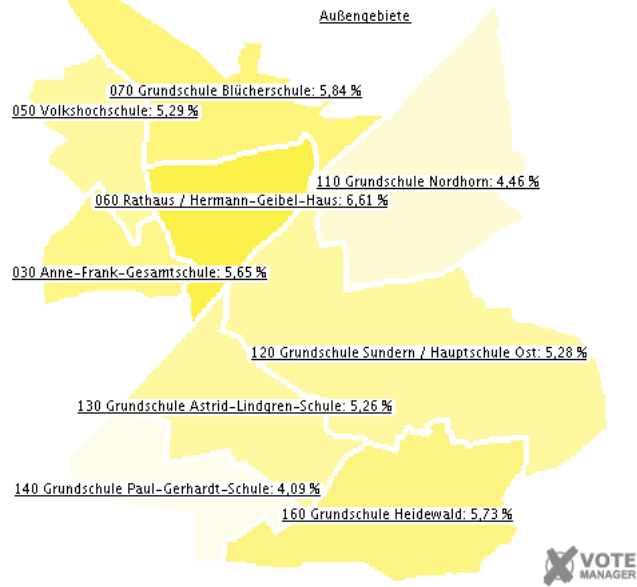 Außengebiete
070 Grundschule Blücherschule: 5,84 %
050 Volkshochschule: 5,29 %
110 Grundschule Nordhorn: 4,46 %
060 Rathaus / Hermann-Geibel-Haus: 6,61 %
030 Anne-Frank-Gesamtschule: 5,65 %
120 Grundschule Sundern / Hauptschule Ost: 5,28 %
130 Grundschule Astrid-Lindgren-Schule: 5,26 %
140 Grundschule Paul-Gerhardt-Schule: 4,09 %
160 Grundschule Heidewald: 5,73 %
VOTE
MANAGER